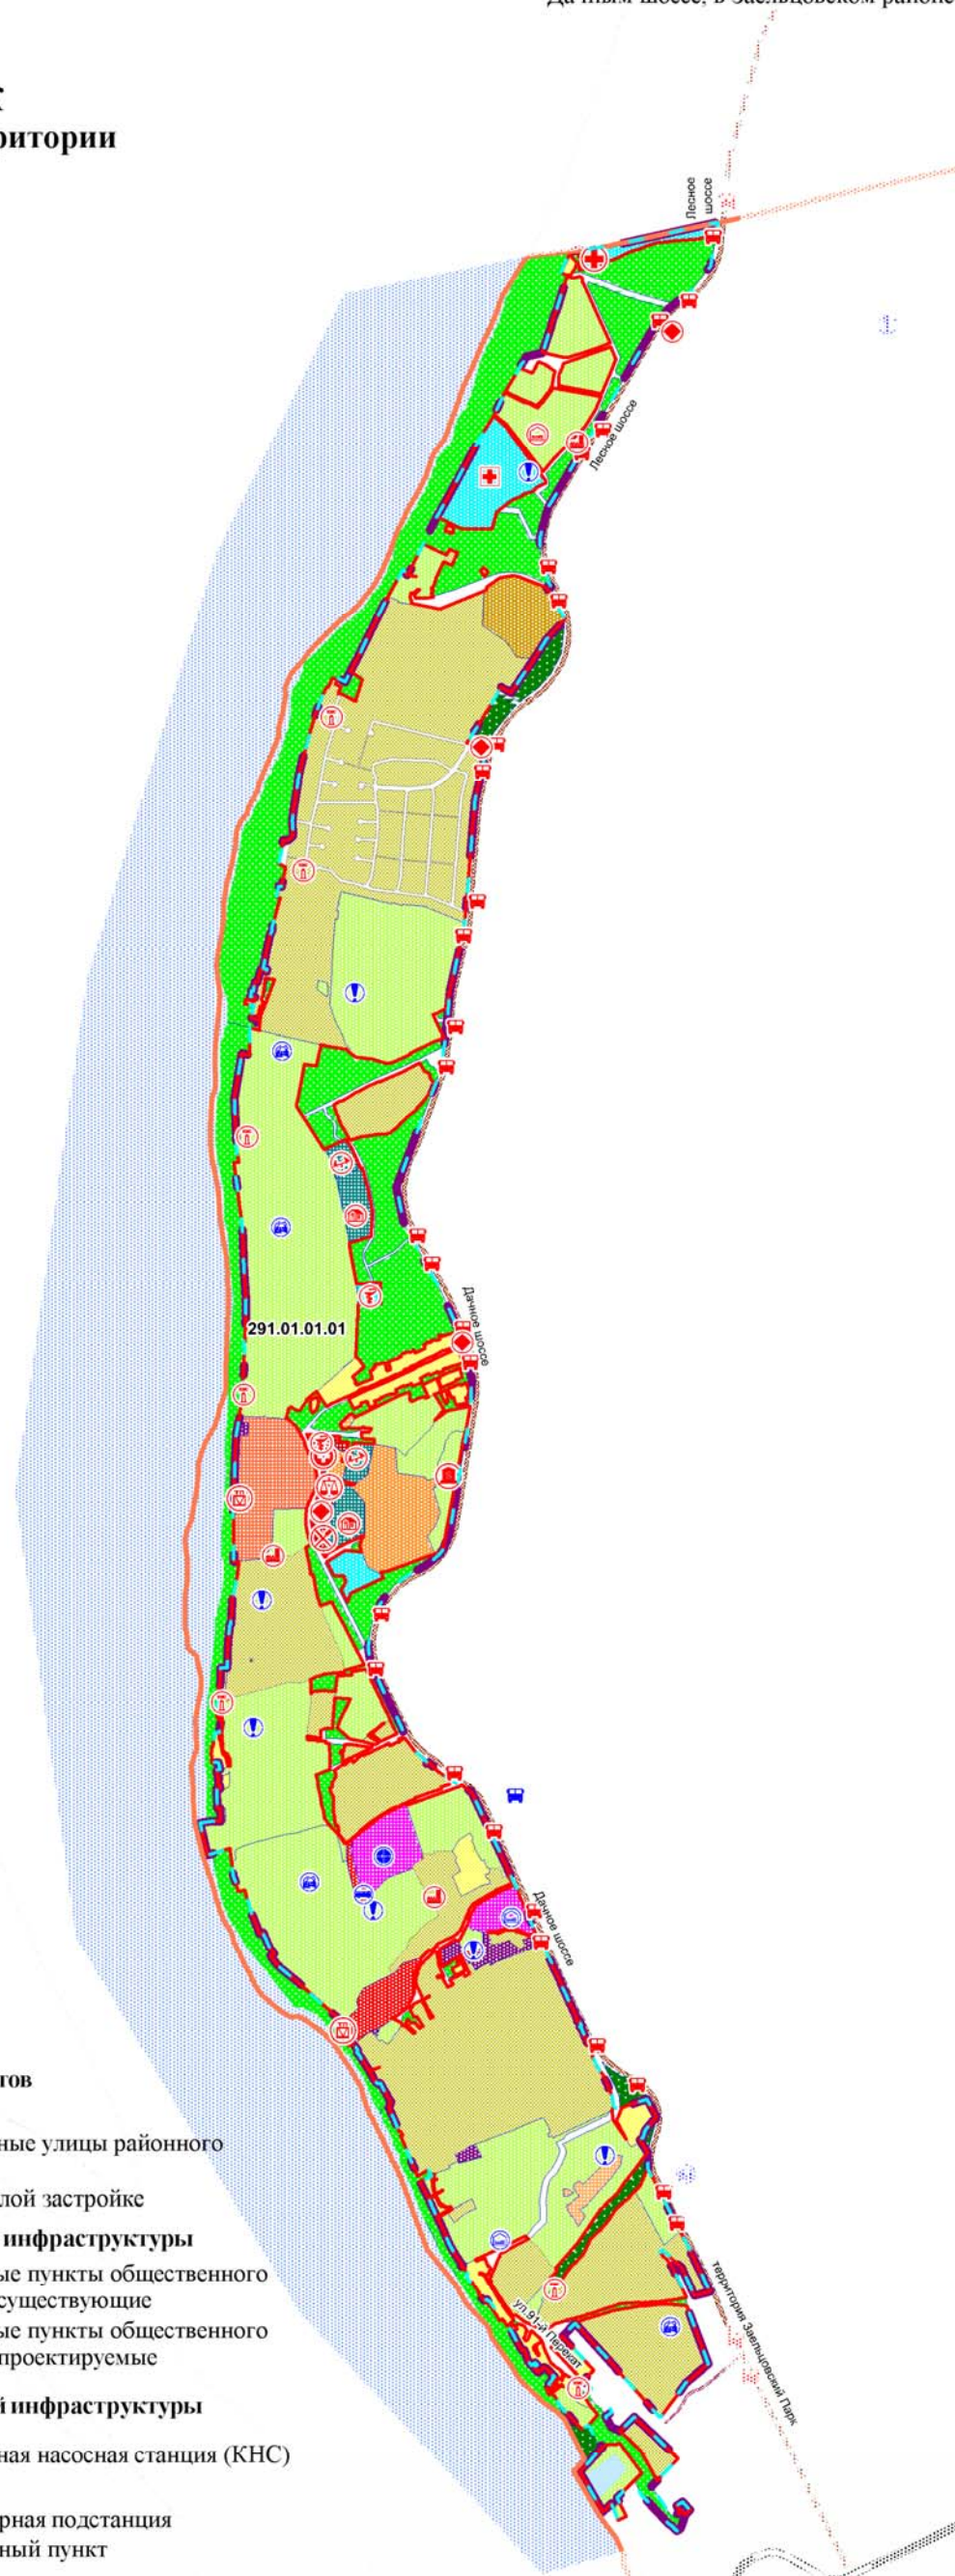 Дачным шоссе, в Заельцовском районе
ритории
Лесное
шоссе
Лесное шоссе
Дачное
шоссе
291.01.01.01
Дачное шоссе
тов
ные улицы районного
лой застройке
инфраструктуры
ые пункты общественного
существующие
ые пункты общественного
проектируемые
й инфраструктуры
ная насосная станция (КНС)
рная подстанция
ный пункт
ул.91-й Перекат
территория Заельцовский Парк